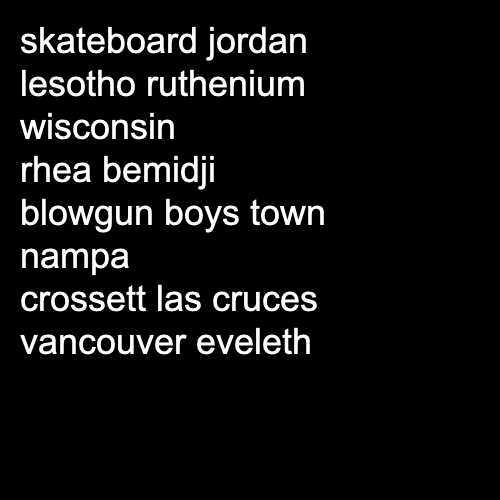 skateboard jordan
lesotho ruthenium
wisconsin
rhea bemidji
blowgun boys town
nampa
crossett las cruces
vancouver eveleth